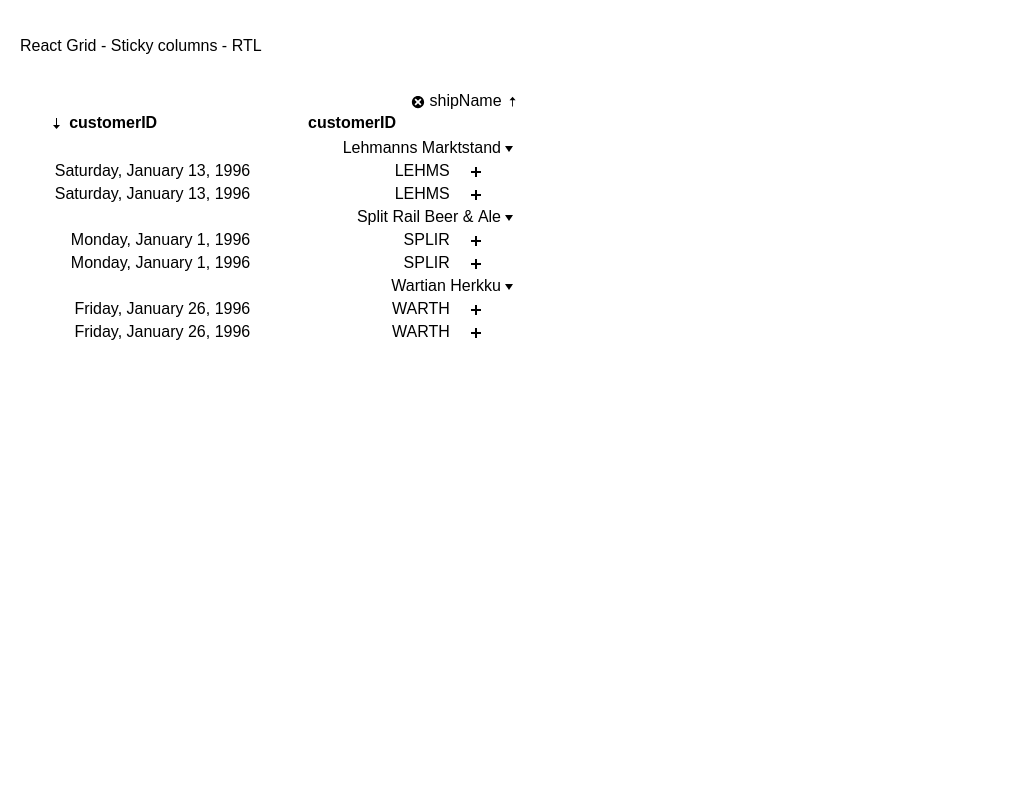 React Grid - Sticky columns - RTL
shipName
customerID customerID
Lehmanns Marktstand
Saturday, January 13, 1996 LEHMS
Saturday, January 13, 1996 LEHMS
Split Rail Beer & Ale
Monday, January 1, 1996 SPLIR
Monday, January 1, 1996 SPLIR
Wartian Herkku
Friday, January 26, 1996 WARTH
Friday, January 26, 1996 WARTH